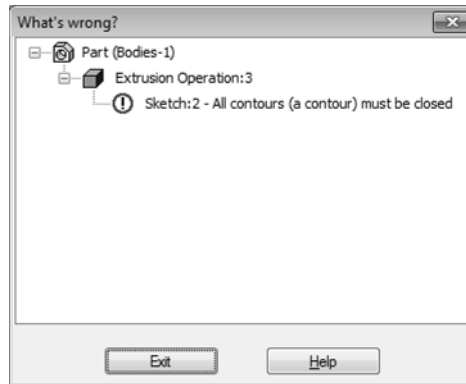 What's wrong?
Part (Bodies-1)
Extrusion Operation:3
Sketch:2 - All contours (a contour) must be closed
Exit
Help